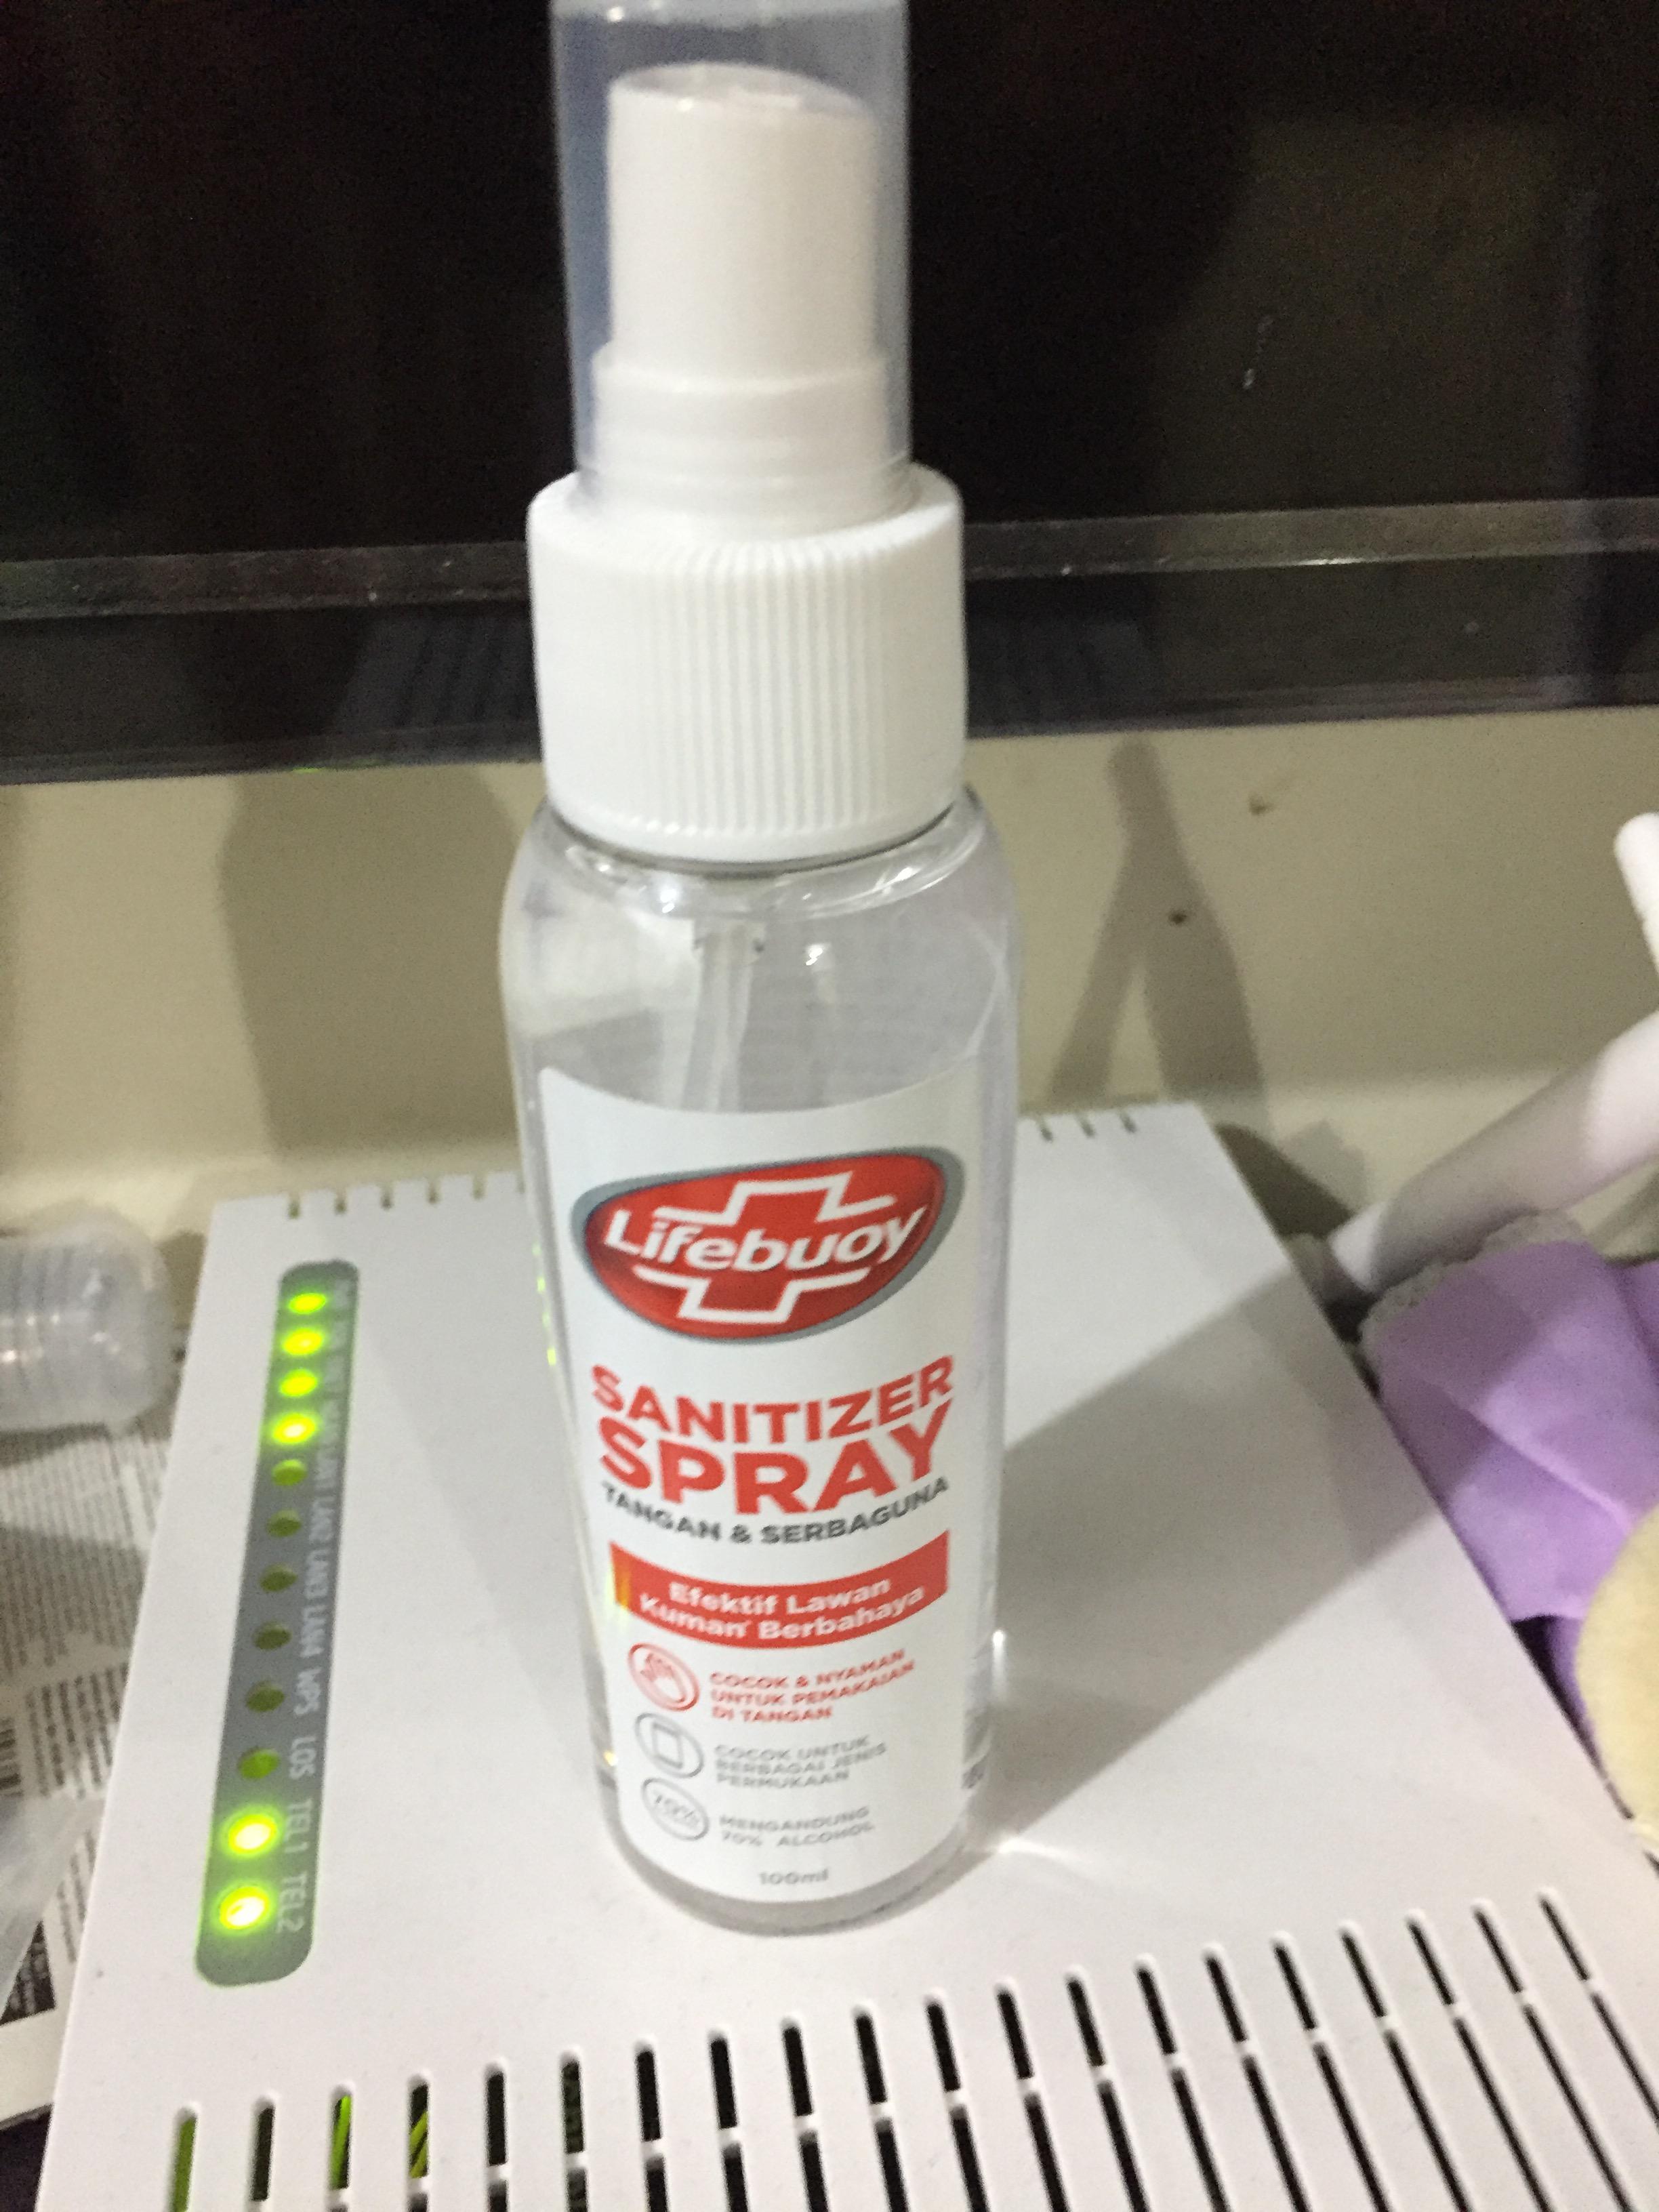 Lifebuoy
SANITIZER
SPRAY
TANGAN & SERBAGUNA
Efektif Lawan
Kuman* Berbahaya
COCOK & NYAMAN
UNTUK PEMAKAIAN
DI TANGAN
COCOK UNTUK
BERBAGAI JENIS
PERMUKAAN
70%
MENGANDUNG
70% ALCOHOL
100ml
LAN2 LAN3 LAN4 WPS LOS TEL1 TEL2